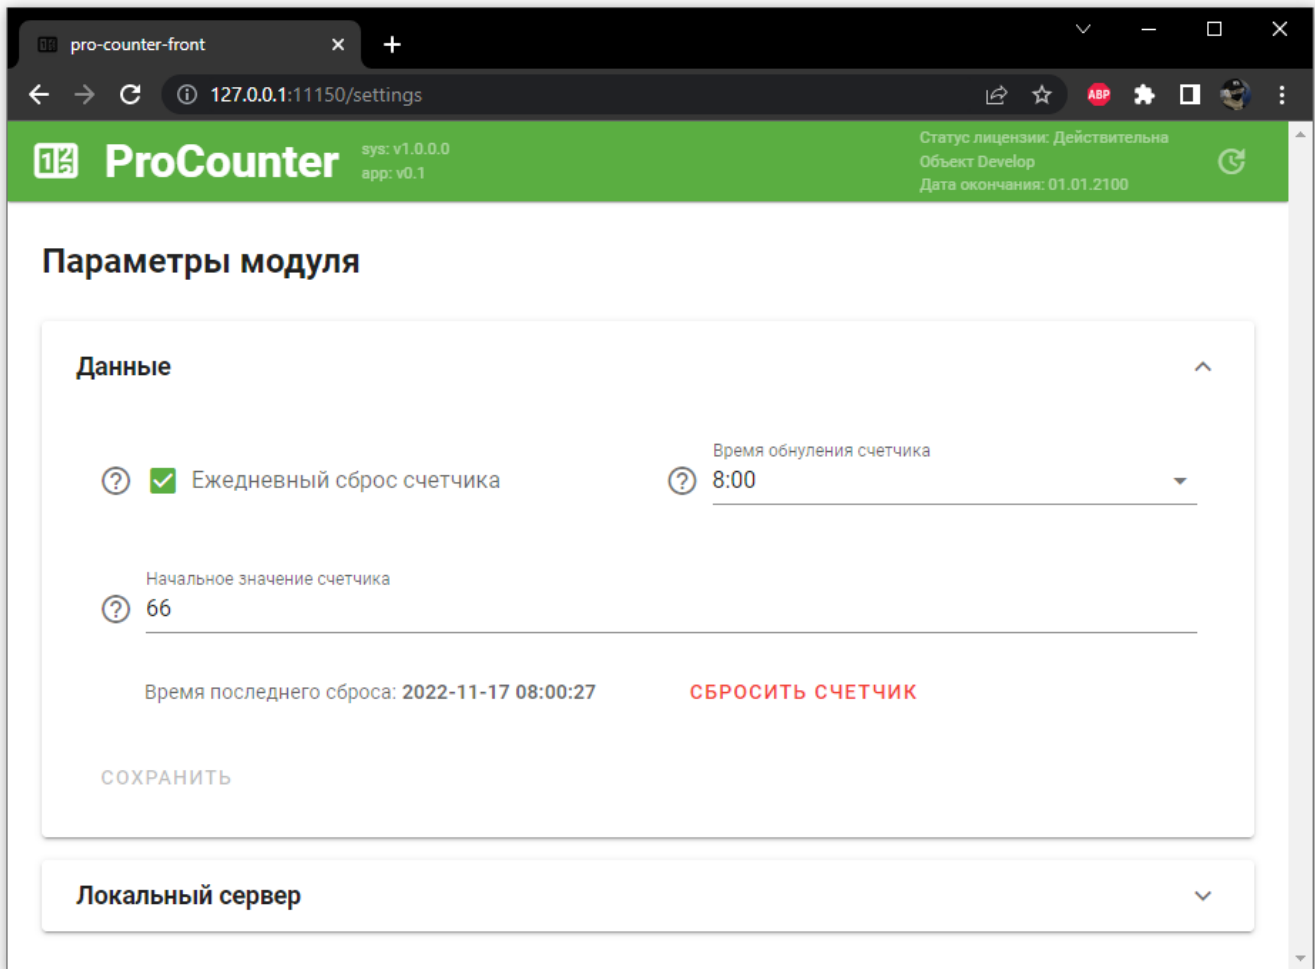 pro-counter-front
127.0.0.1:11150/settings
ABP
ProCounter
sys: v1.0.0.0
app: v0.1
Статус лицензии: Действительна
Объект Develop
Дата окончания: 01.01.2100
Параметры модуля
Данные
Ежедневный сброс счетчика
Время обнуления счетчика
8:00
Начальное значение счетчика
66
Время последнего сброса: 2022-11-17 08:00:27
СБРОСИТЬ СЧЕТЧИК
СОХРАНИТЬ
Локальный сервер